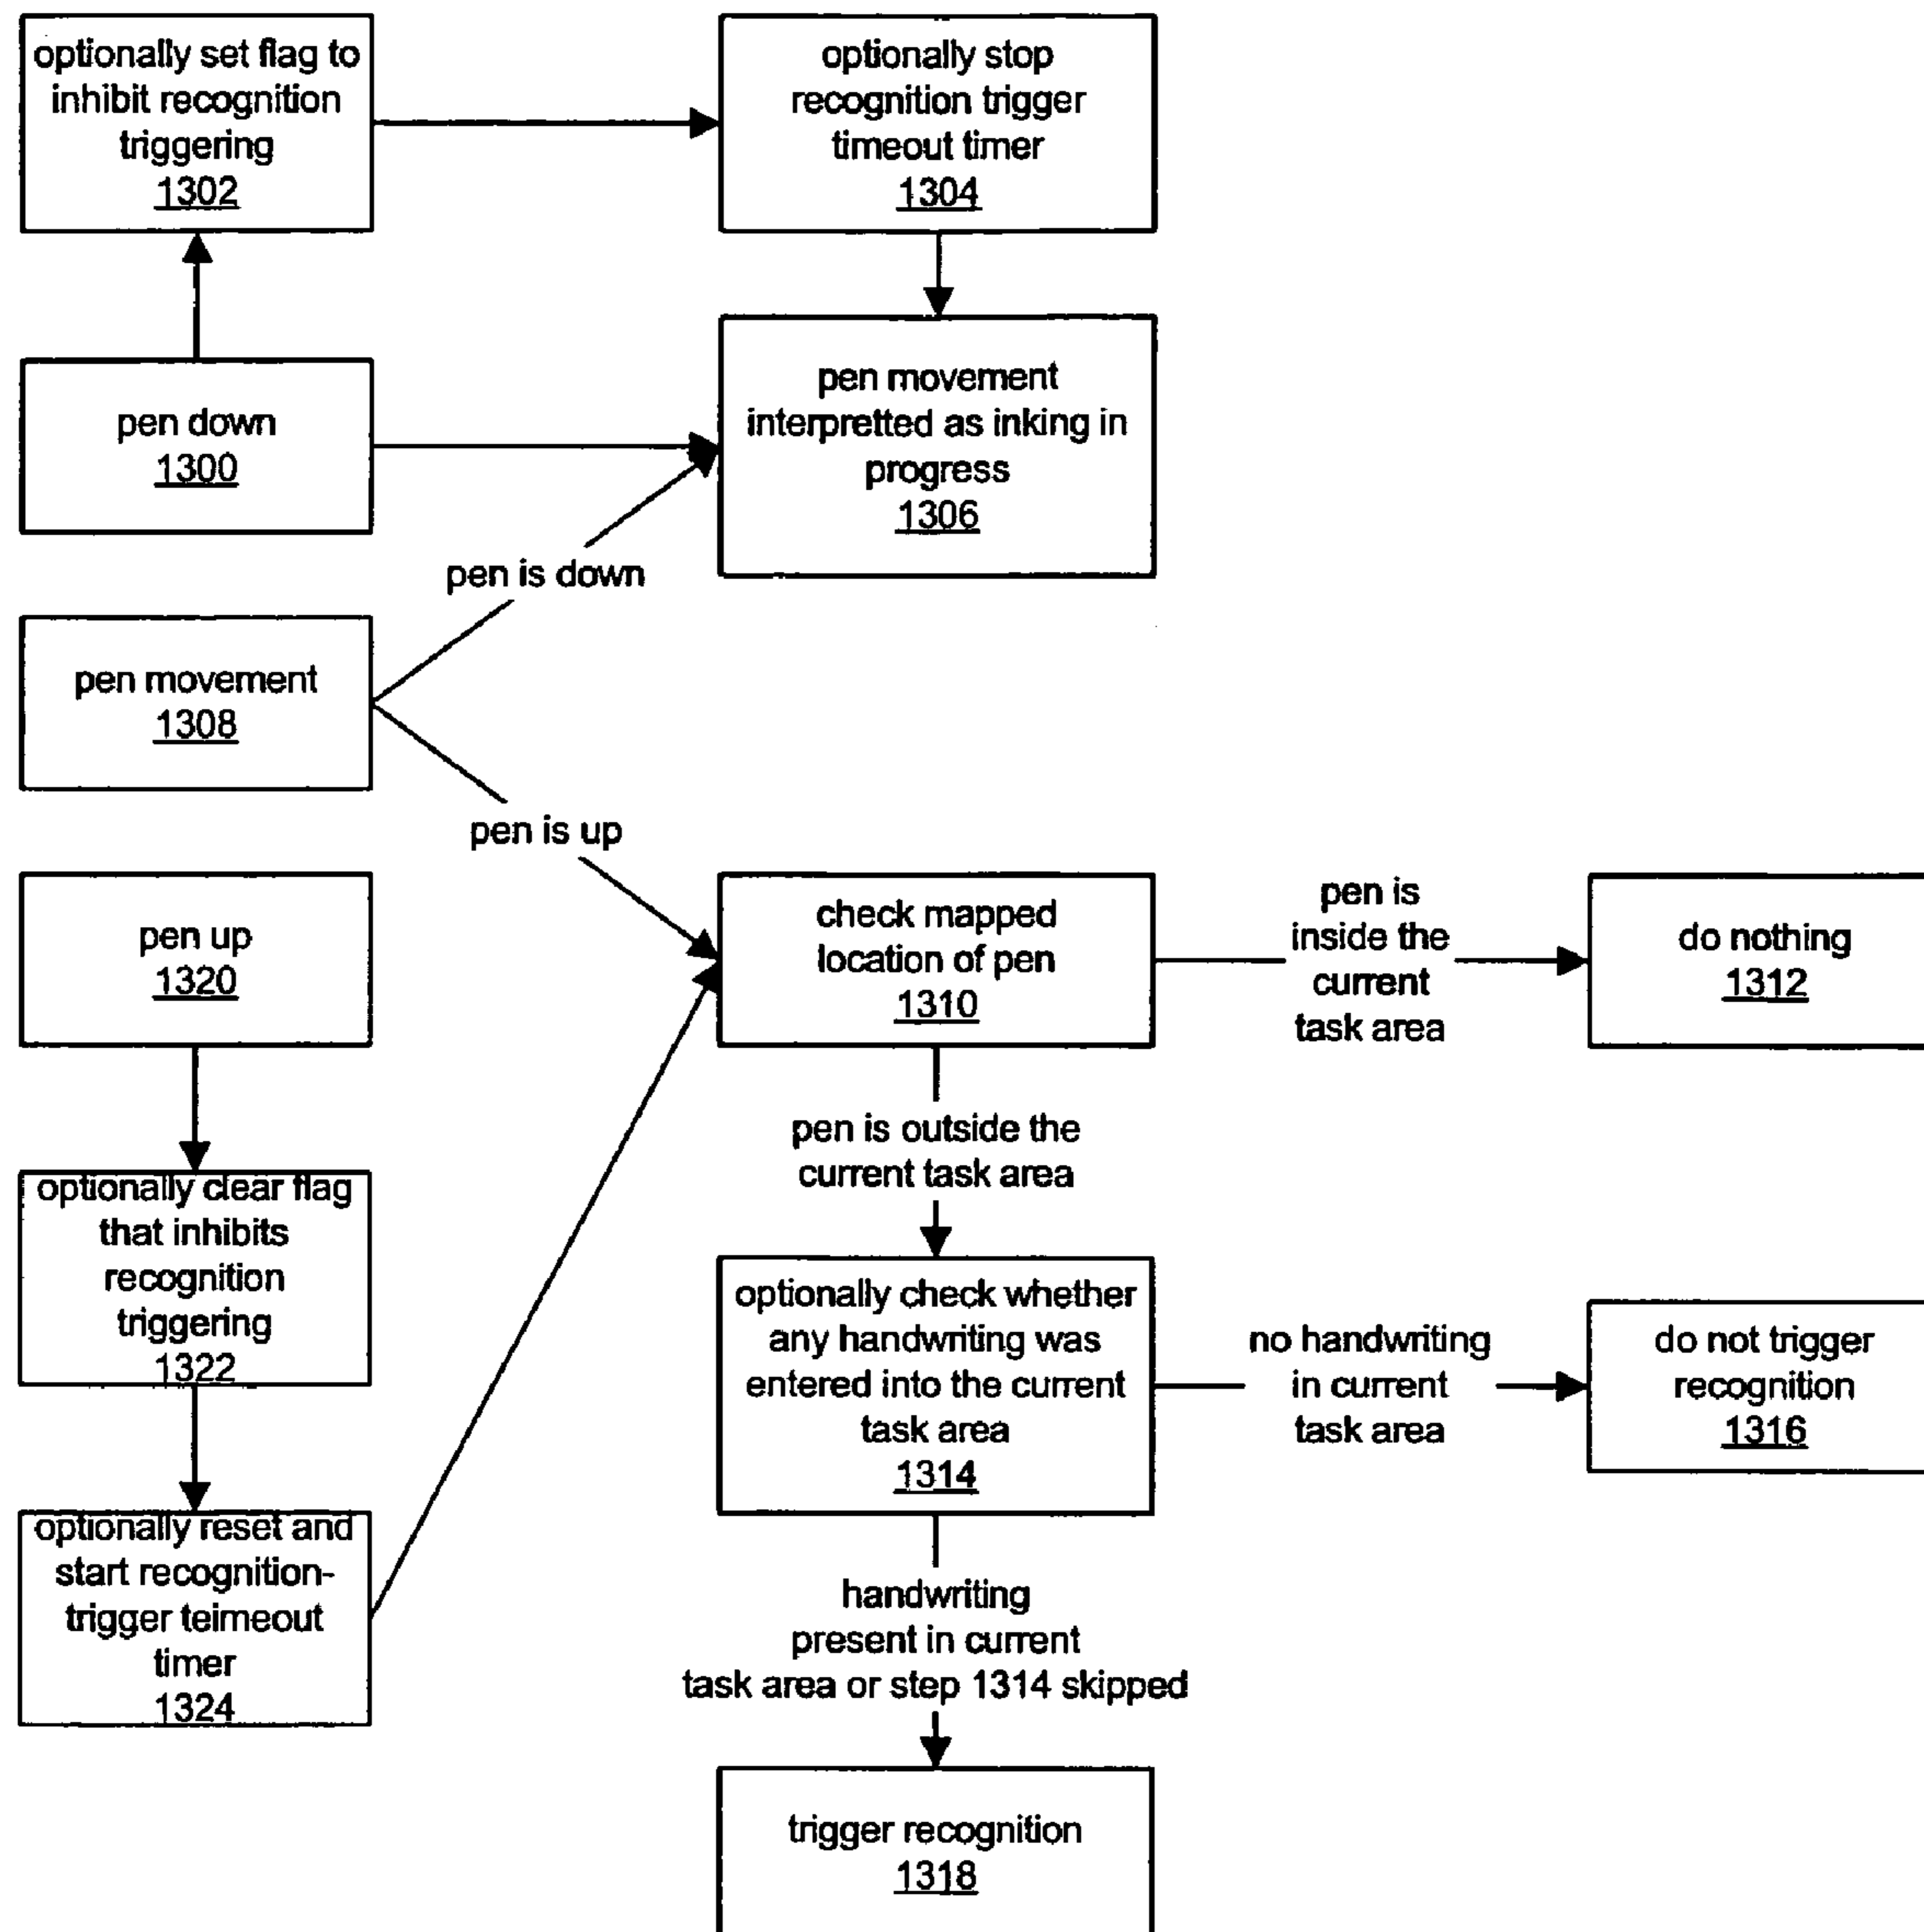 optionally set flag to
inhibit recognition
triggering
1302
optionally stop
recognition trigger
timeout timer
1304
pen down
1300
pen movement
interpretted as inking in
progress
1306
pen is down
pen movement
1308
pen is up
pen up
1320
check mapped
location of pen
1310
pen is
inside the
current
task area
do nothing
1312
pen is outside the
current task area
optionally clear flag
that inhibits
recognition
triggering
1322
optionally check whether
any handwriting was
entered into the current
task area
1314
no handwriting
in current
task area
do not trigger
recognition
1316
optionally reset and
start recognition-
trigger teimeout
timer
1324
handwriting
present in current
task area or step 1314 skipped
trigger recognition
1318